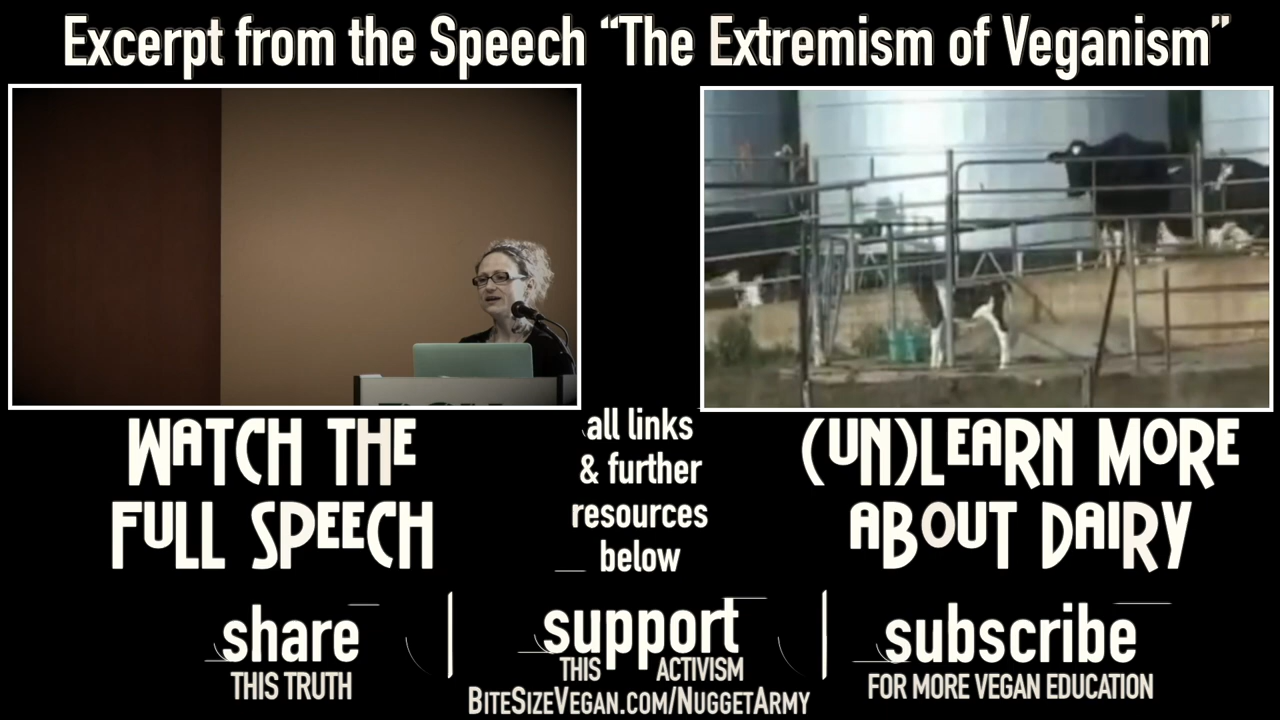 Excerpt from the Speech “The Extremism of Veganism”
WATCH THE
FULL SPEECH
all links
& further
resources
below
(UN)LEARN MORE
ABOUT DAIRY
share
THIS TRUTH
support
THIS ACTIVISM
BITESIZEVEGAN.COM/NUGGETARMY
subscribe
FOR MORE VEGAN EDUCATION